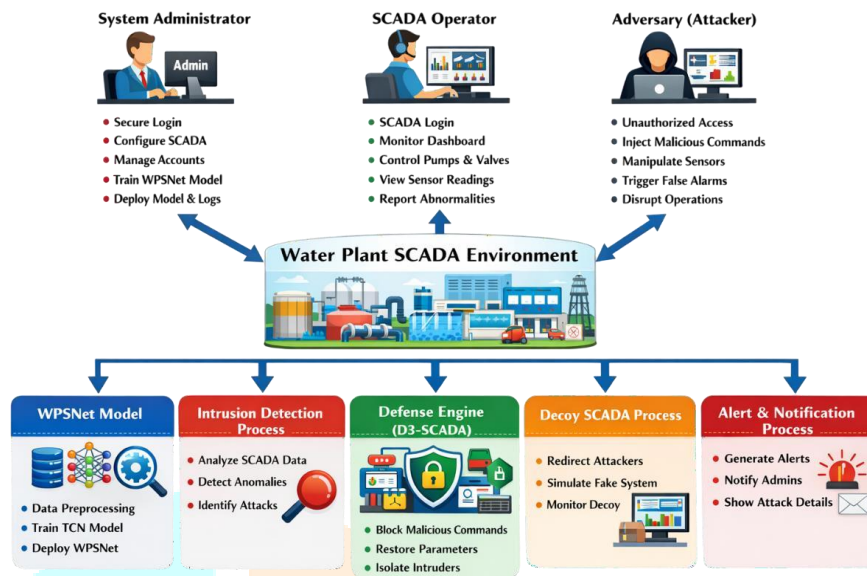 System Administrator
Admin
• Secure Login
• Configure SCADA
• Manage Accounts
• Train WPSNet Model
• Deploy Model & Logs
SCADA Operator
• SCADA Login
• Monitor Dashboard
• Control Pumps & Valves
• View Sensor Readings
• Report Abnormalities
Adversary (Attacker)
• Unauthorized Access
• Inject Malicious Commands
• Manipulate Sensors
• Trigger False Alarms
• Disrupt Operations
Water Plant SCADA Environment
WPSNet Model
• Data Preprocessing
• Train TCN Model
• Deploy WPSNet
Intrusion Detection
Process
• Analyze SCADA Data
• Detect Anomalies
• Identify Attacks
Defense Engine
(D3-SCADA)
• Block Malicious Commands
• Restore Parameters
• Isolate Intruders
Decoy SCADA Process
• Redirect Attackers
• Simulate Fake System
• Monitor Decoy
Alert & Notification
Process
• Generate Alerts
• Notify Admins
• Show Attack Details